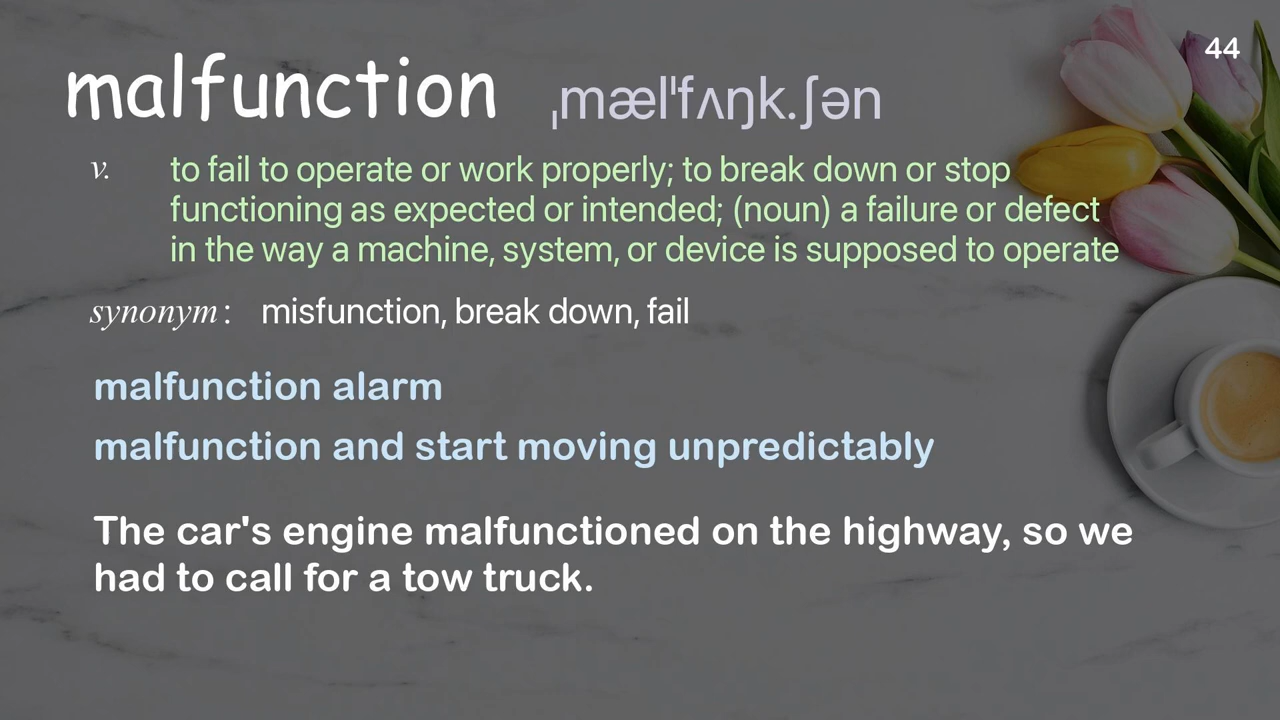 44
malfunction ˌmælˈfʌŋk.ʃən
v. to fail to operate or work properly; to break down or stop
functioning as expected or intended; (noun) a failure or defect
in the way a machine, system, or device is supposed to operate
synonym: misfunction, break down, fail
malfunction alarm
malfunction and start moving unpredictably
The car's engine malfunctioned on the highway, so we
had to call for a tow truck.